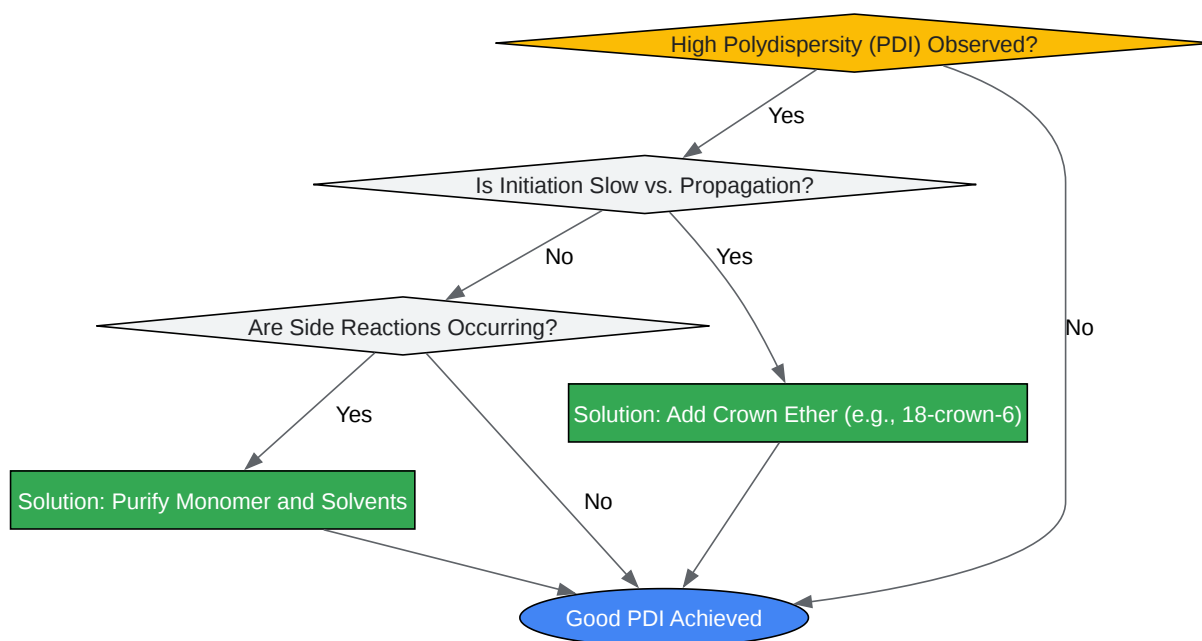 High Polydispersity (PDI) Observed?
Yes
Is Initiation Slow vs. Propagation?
No
Yes
Are Side Reactions Occurring?
No
Yes
Solution: Add Crown Ether (e.g., 18-crown-6)
Solution: Purify Monomer and Solvents
No
Good PDI Achieved